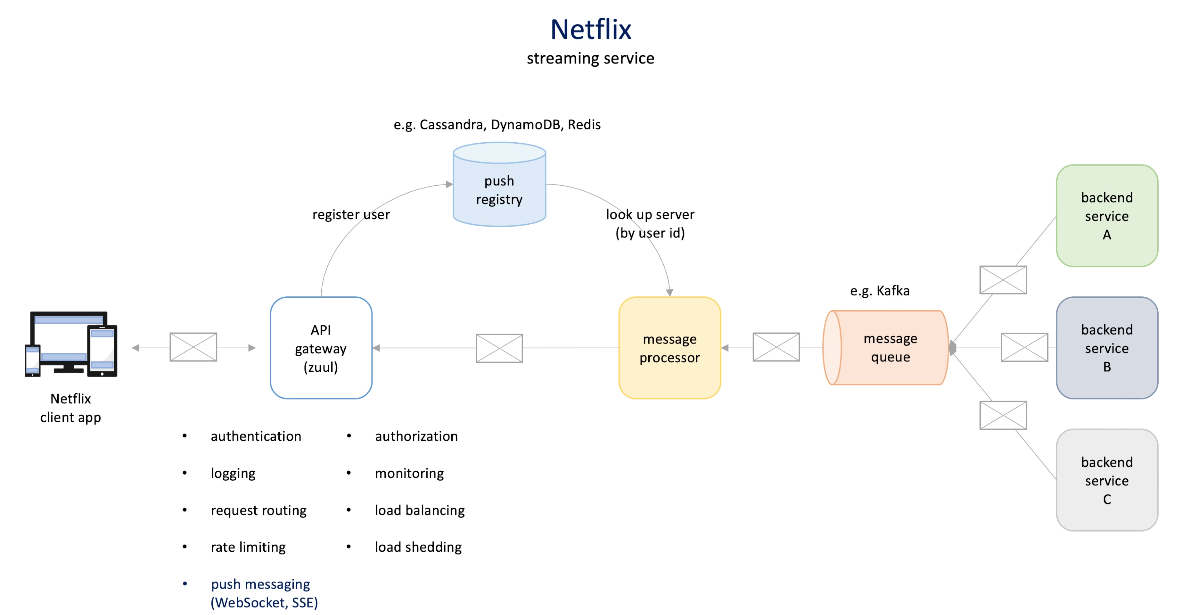 Netflix
streaming service
e.g. Cassandra, DynamoDB, Redis
push
registry
register user
look up server
(by user id)
backend
service
A
e.g. Kafka
API
gateway
(zuul)
message
processor
message
queue
backend
service
B
Netflix
client app
backend
service
C
• authentication
• authorization
• logging
• monitoring
• request routing
• load balancing
• rate limiting
• load shedding
• push messaging
(WebSocket, SSE)